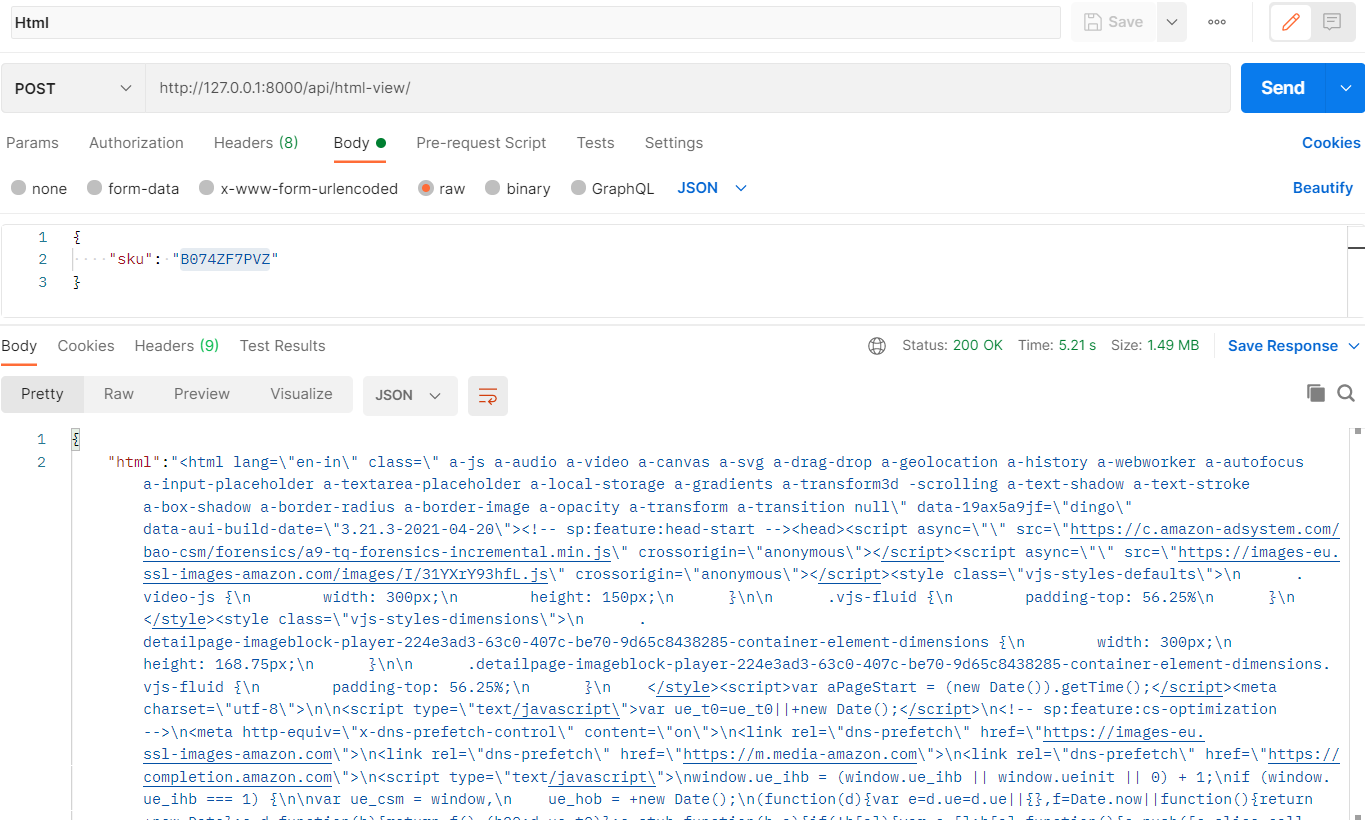 Html
Save
POST
http://127.0.0.1:8000/api/html-view/
Send
Params Authorization Headers (8) Body Pre-request Script Tests Settings Cookies
none form-data x-www-form-urlencoded raw binary GraphQL JSON Beautify
1 {
2 "sku": "B074ZF7PVZ"
3 }
Body Cookies Headers (9) Test Results Status: 200 OK Time: 5.21 s Size: 1.49 MB Save Response
Pretty Raw Preview Visualize JSON
1 {
2 "html":"<html lang=\"en-in\" class=\" a-js a-audio a-video a-canvas a-svg a-drag-drop a-geolocation a-history a-webworker a-autofocus
a-input-placeholder a-textarea-placeholder a-local-storage a-gradients a-transform3d -scrolling a-text-shadow a-text-stroke
a-box-shadow a-border-radius a-border-image a-opacity a-transform a-transition null\" data-19ax5a9jf=\"dingo\"
data-aui-build-date=\"3.21.3-2021-04-20\"><!-- sp:feature:head-start --><head><script async=\"\" src=\"https://c.amazon-adsystem.com/
bao-csm/forensics/a9-tq-forensics-incremental.min.js\" crossorigin=\"anonymous\"></script><script async=\"\" src=\"https://images-eu.
ssl-images-amazon.com/images/I/31YXrY93hfL.js\" crossorigin=\"anonymous\"></script><style class=\"vjs-styles-defaults\">\n .
video-js {\n width: 300px;\n height: 150px;\n }\n\n .vjs-fluid {\n padding-top: 56.25%\n }\n
</style><style class=\"vjs-styles-dimensions\">\n .
detailpage-imageblock-player-224e3ad3-63c0-407c-be70-9d65c8438285-container-element-dimensions {\n width: 300px;\n
height: 168.75px;\n }\n\n .detailpage-imageblock-player-224e3ad3-63c0-407c-be70-9d65c8438285-container-element-dimensions.
vjs-fluid {\n padding-top: 56.25%;\n }\n </style><script>var aPageStart = (new Date()).getTime();</script><meta
charset=\"utf-8\">\n\n<script type=\"text/javascript\">var ue_t0=ue_t0||+new Date();</script>\n<!-- sp:feature:cs-optimization
-->\n<meta http-equiv=\"x-dns-prefetch-control\" content=\"on\">\n<link rel=\"dns-prefetch\" href=\"https://images-eu.
ssl-images-amazon.com\">\n<link rel=\"dns-prefetch\" href=\"https://m.media-amazon.com\">\n<link rel=\"dns-prefetch\" href=\"https://
completion.amazon.com\">\n<script type=\"text/javascript\">\nwindow.ue_ihb = (window.ue_ihb || window.ueinit || 0) + 1;\nif (window.
ue_ihb === 1) {\n\nvar ue_csm = window,\n ue_hob = +new Date();\n(function(d){var e=d.ue=d.ue||{},f=Date.now||function(){return